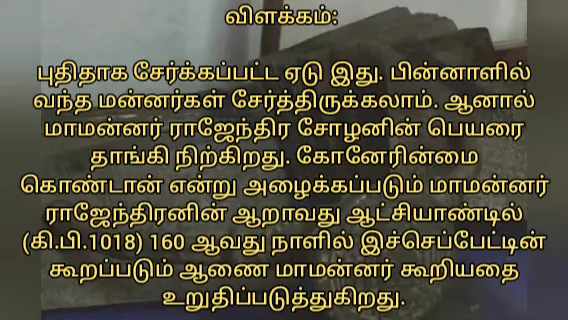 விளக்கம்:
புதிதாக சேர்க்கப்பட்ட ஏடு இது. பின்னாளில்
வந்த மன்னர்கள் சேர்த்திருக்கலாம். ஆனால்
மாமன்னர் ராஜேந்திர சோழனின் பெயரை
தாங்கி நிற்கிறது. கோனேரின்மை
கொண்டான் என்று அழைக்கப்படும் மாமன்னர்
ராஜேந்திரனின் ஆறாவது ஆட்சியாண்டில்
(கி.பி.1018) 160 ஆவது நாளில் இச்செப்பேட்டின்
கூறப்படும் ஆணை மாமன்னர் கூறியதை
உறுதிப்படுத்துகிறது.